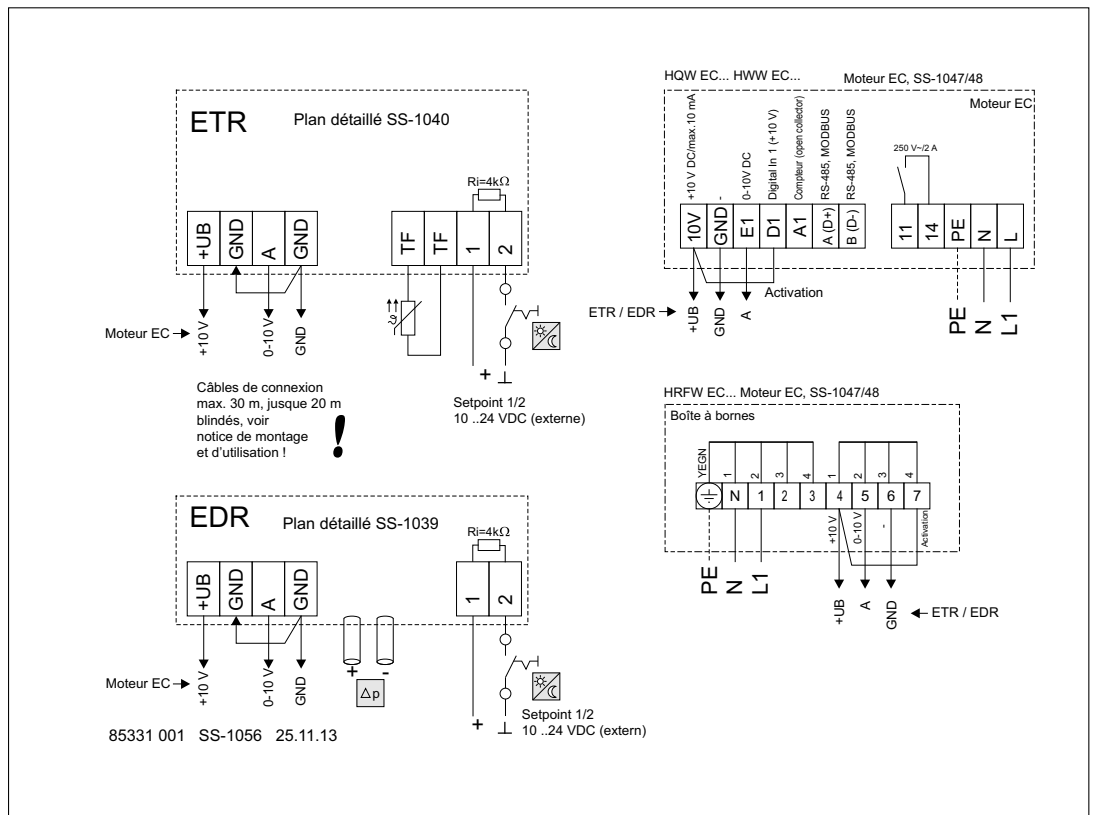 ETR
Plan détaillé SS-1040
Ri=4kΩ
+UB
GND
A
GND
TF
TF
1
2
Moteur EC
+10 V
0-10 V
GND
ϑ
+
Setpoint 1/2
10 ..24 VDC (externe)
Câbles de connexion
max. 30 m, jusque 20 m
blindés, voir
notice de montage
et d'utilisation !
!
EDR
Plan détaillé SS-1039
Ri=4kΩ
+UB
GND
A
GND
1
2
Moteur EC
+10 V
0-10 V
GND
+
-
Δp
+
Setpoint 1/2
10 ..24 VDC (extern)
85331 001 SS-1056 25.11.13
HQW EC... HWW EC...
Moteur EC, SS-1047/48
Moteur EC
+10 V DC/max.10 mA
-
0-10V DC
Digital In 1 (+10 V)
Compteur (open collector)
RS-485, MODBUS
RS-485, MODBUS
250 V~/2 A
10V
GND
E1
D1
A1
A (D+)
B (D-)
11
14
PE
N
L
Activation
ETR / EDR
+UB
GND
A
PE
N
L1
HRFW EC... Moteur EC, SS-1047/48
Boîte à bornes
YEGN
1
2
3
4
1
2
3
4
N
1
2
3
4
5
6
7
+10 V
0-10 V
-
Activation
PE
N
L1
+UB
A
GND
ETR / EDR